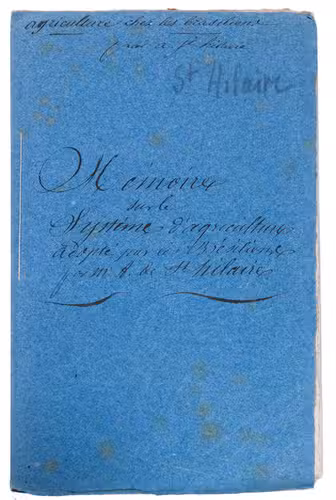 agriculture chez les brésiliens
par A. St hilaire
St Hilaire
Mémoire
sur le
Système d'agriculture
adopté par les Brésiliens
par M. A. de St hilaire